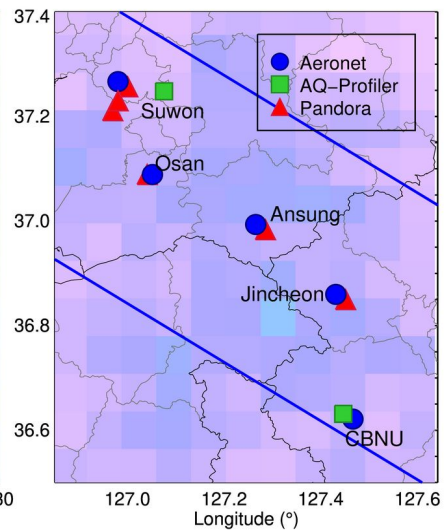 37.4
Aeronet
AQ−Profiler
Pandora
37.2
Suwon
Osan
37.0
Ansung
Jincheon
36.8
36.6
CBNU
30 127.0 127.2 127.4 127.6
Longitude (°)